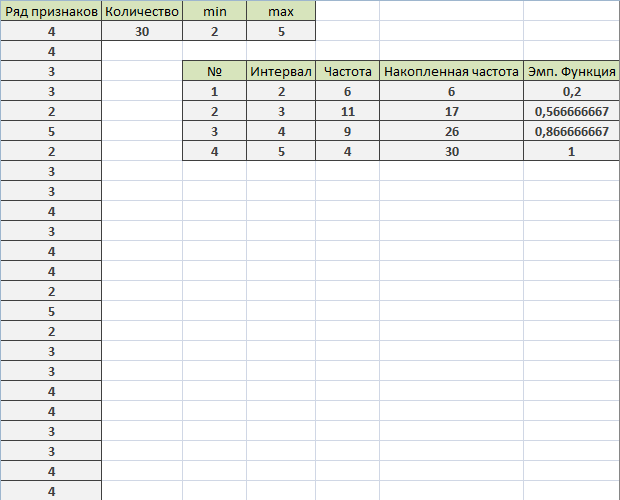 Ряд признаков Количество min max
4 30 2 5
4
3 № Интервал Частота Накопленная частота Эмп. Функция
3 1 2 6 6 0,2
2 2 3 11 17 0,566666667
5 3 4 9 26 0,866666667
2 4 5 4 30 1
3
3
4
3
4
4
2
5
2
3
3
4
4
3
3
4
4